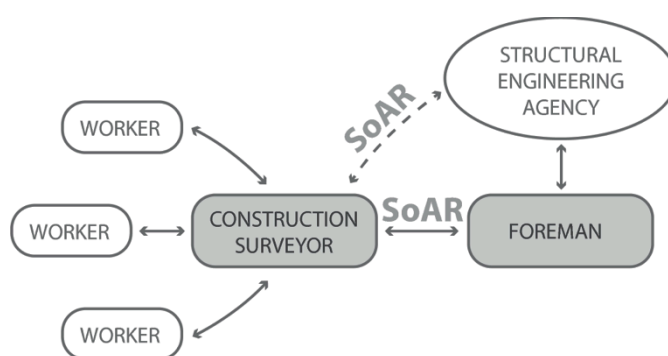 STRUCTURAL
ENGINEERING
AGENCY
SoAR
WORKER
WORKER
CONSTRUCTION
SURVEYOR
SoAR
FOREMAN
WORKER